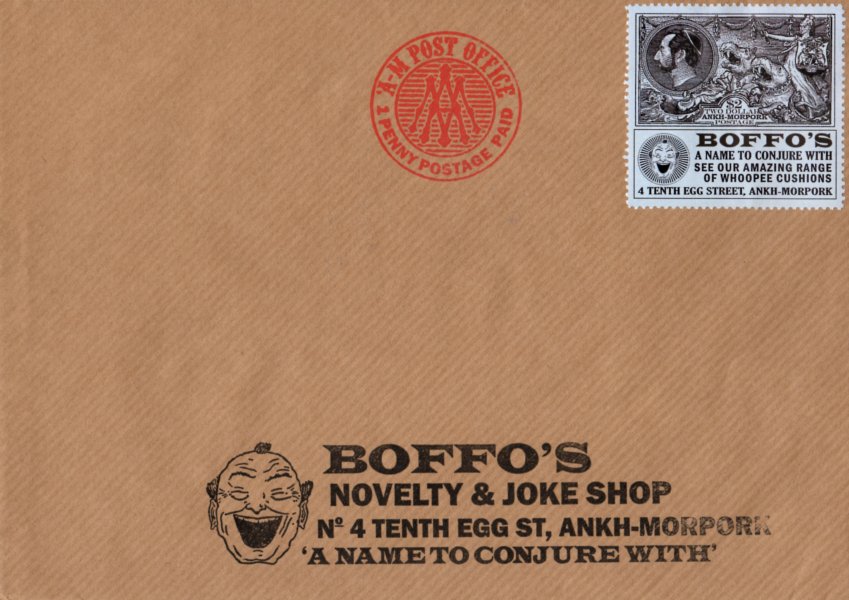 'A-M POST OFFICE
1 PENNY POSTAGE PAID
AM
$2
TWO DOLLAR
ANKH-MORPORK
POSTAGE
BOFFO'S
A NAME TO CONJURE WITH
SEE OUR AMAZING RANGE
OF WHOOPEE CUSHIONS
4 TENTH EGG STREET, ANKH-MORPORK
BOFFO'S
NOVELTY & JOKE SHOP
Nº 4 TENTH EGG ST, ANKH-MORPORK
'A NAME TO CONJURE WITH'